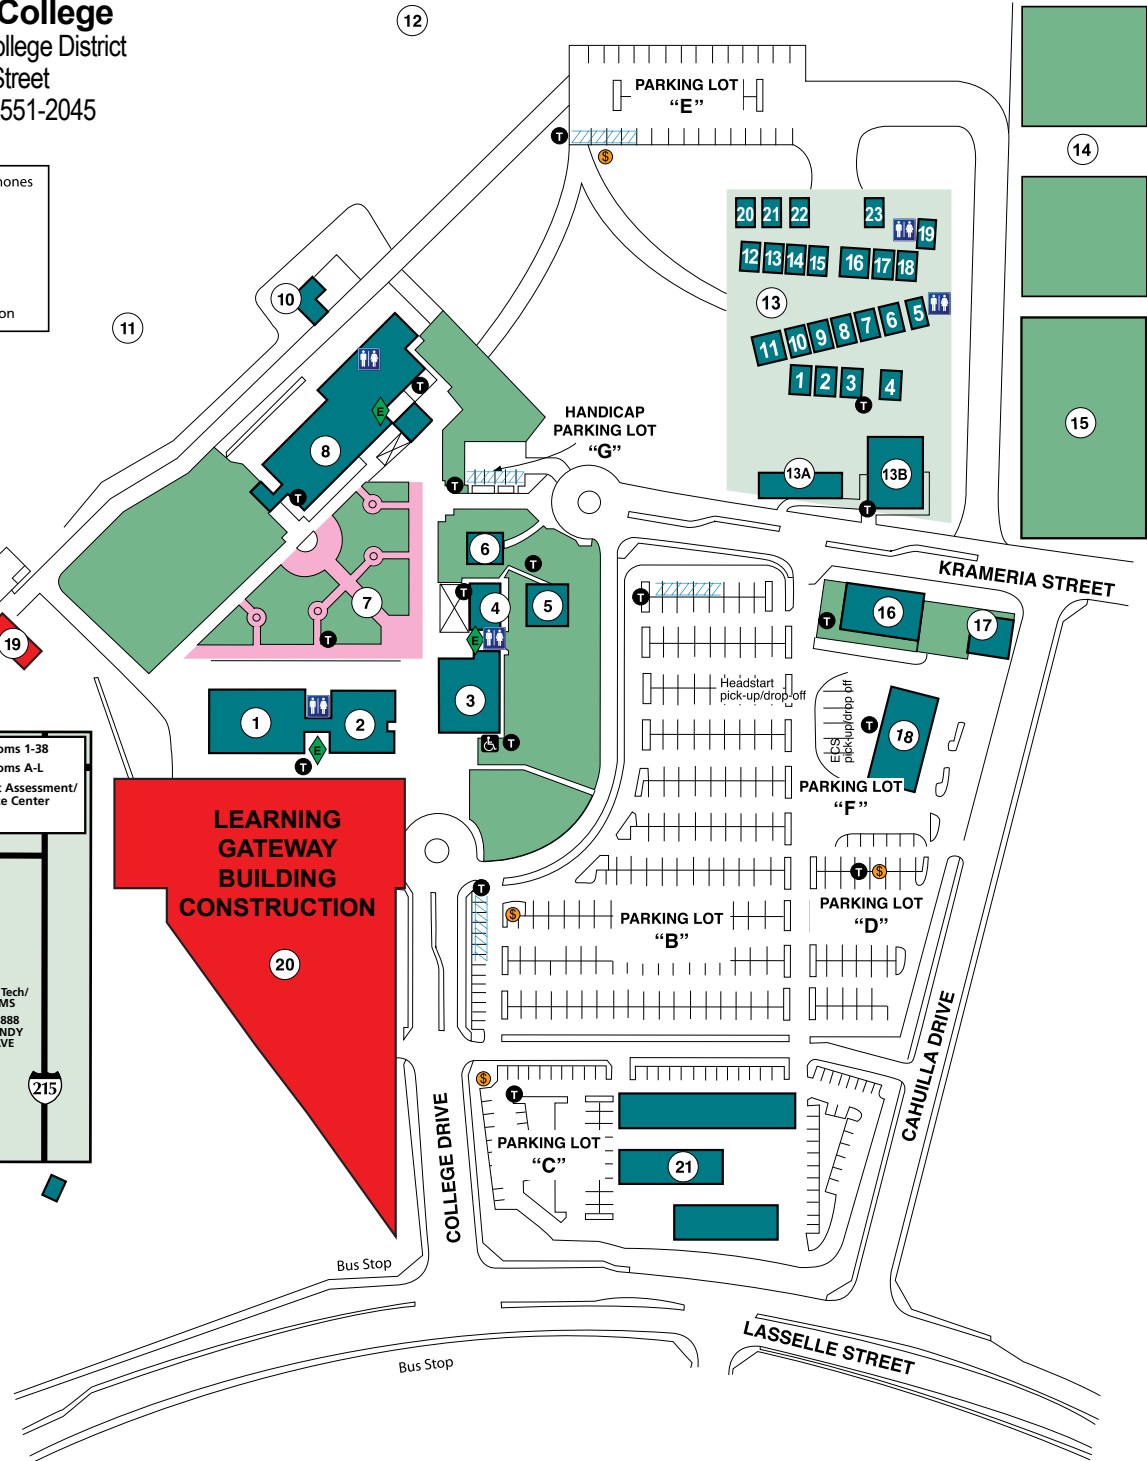 College
ollege District
Street
551-2045
hones
on
12
PARKING LOT
“E”
T
$
14
20 21 22 23 19
12 13 14 15 16 17 18
13
11 10 9 8 7 6 5
1 2 3 4
T
15
10
11
T
E
8
T
HANDICAP
PARKING LOT
“G”
T
13A
13B
T
KRAMERIA STREET
6
T
T
4
5
7
T
E
3
T
T
16
17
T
19
Headstart
pick-up/drop-off
ECS
pick-up/drop off
T
18
1
2
E
T
PARKING LOT
“F”
oms 1-38
oms A-L
t Assessment/
ce Center
LEARNING
GATEWAY
BUILDING
CONSTRUCTION
20
T
$
PARKING LOT
“B”
T
$
PARKING LOT
“D”
Tech/
MS
888
NDY
AVE
215
CAHUILLA DRIVE
$
T
COLLEGE DRIVE
PARKING LOT
“C”
21
Bus Stop
Bus Stop
LASSELLE STREET